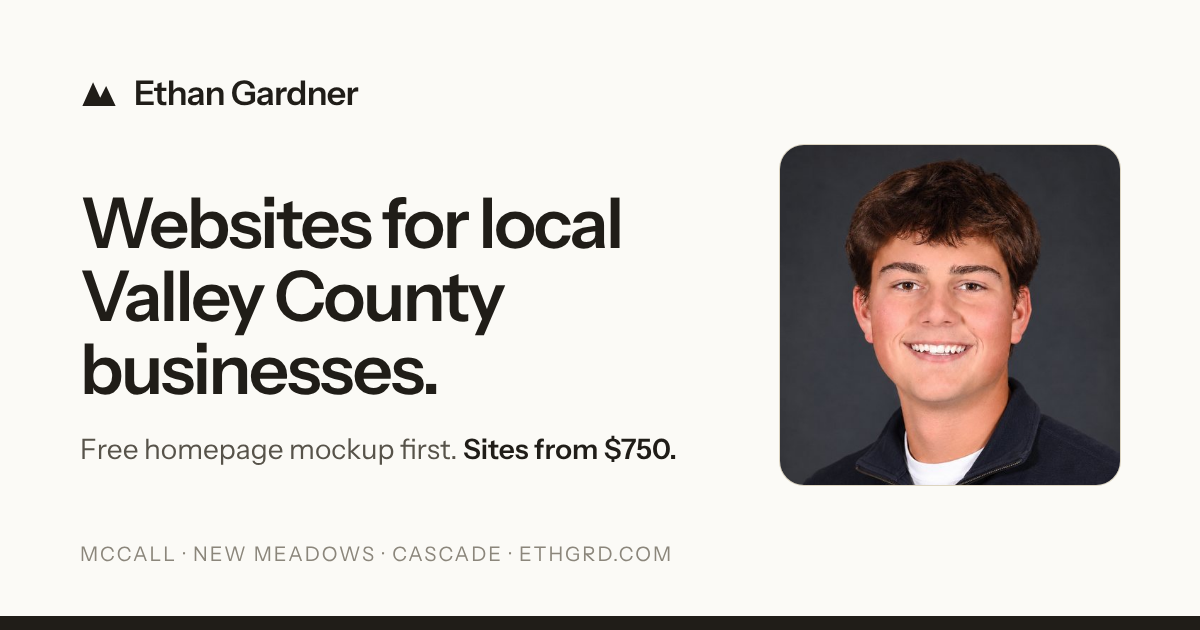 Ethan Gardner
Websites for local
Valley County
businesses.
Free homepage mockup first. Sites from $750.
MCCALL · NEW MEADOWS · CASCADE · ETHGRD.COM